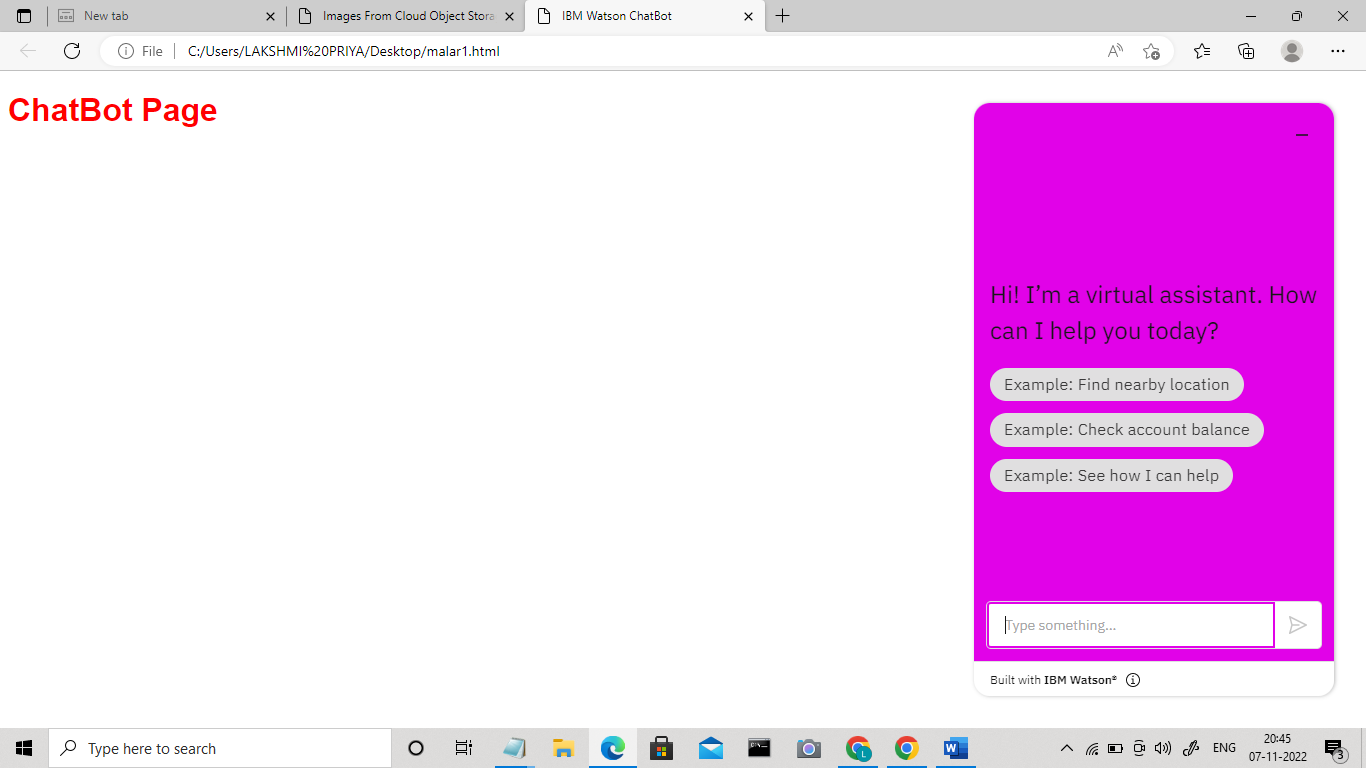 New tab
Images From Cloud Object Stora
IBM Watson ChatBot
File
C:/Users/LAKSHMI%20PRIYA/Desktop/malar1.html
ChatBot Page
Hi! I’m a virtual assistant. How
can I help you today?
Example: Find nearby location
Example: Check account balance
Example: See how I can help
Type something...
Built with IBM Watson®
Type here to search
ENG
20:45
07-11-2022
3